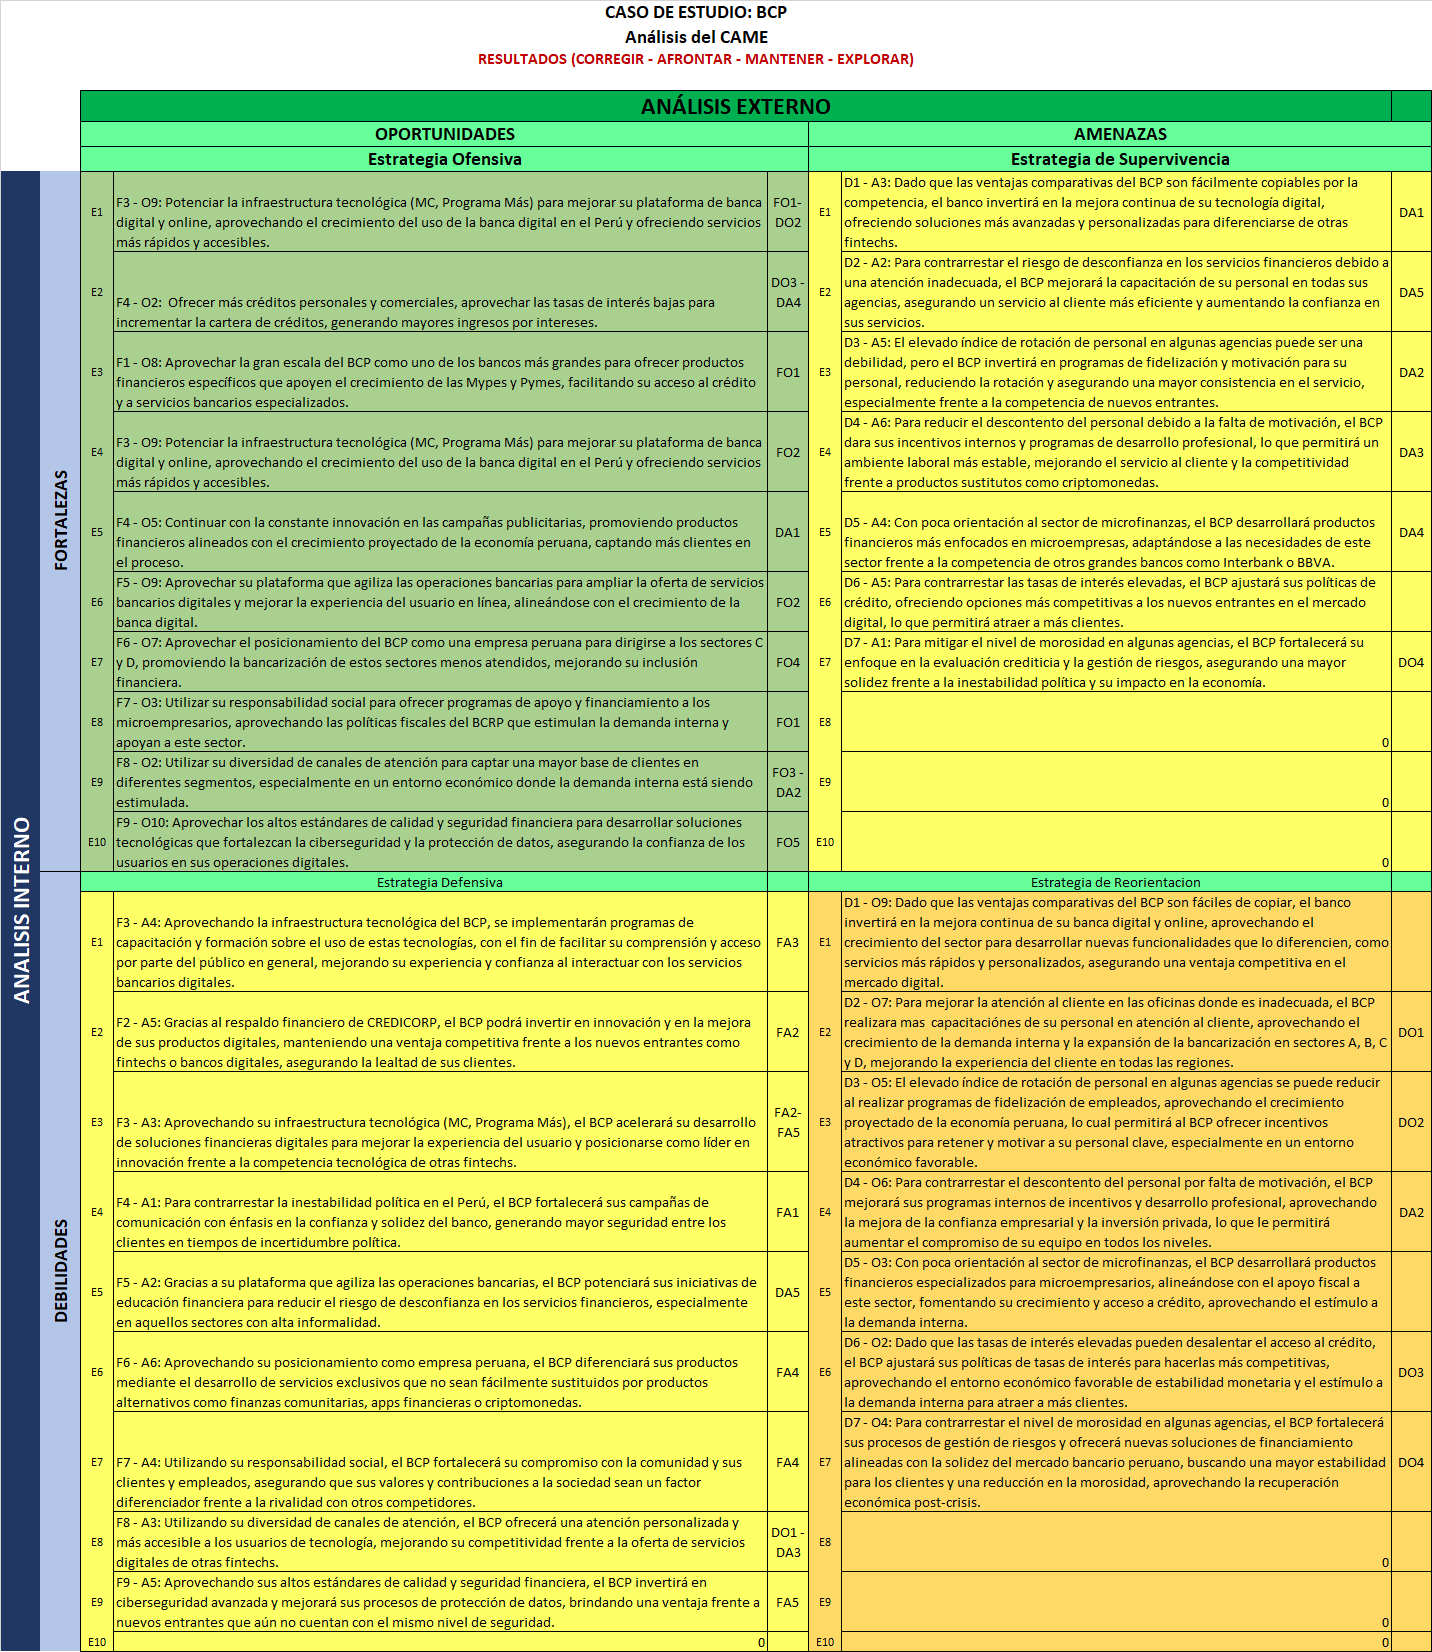 CASO DE ESTUDIO: BCP
Análisis del CAME
RESULTADOS (CORREGIR - AFRONTAR - MANTENER - EXPLORAR)
ANÁLISIS EXTERNO
OPORTUNIDADES
AMENAZAS
Estrategia Ofensiva
Estrategia de Supervivencia
ANALISIS INTERNO
FORTALEZAS
E1
F3 - O9: Potenciar la infraestructura tecnológica (MC, Programa Más) para mejorar su plataforma de banca
digital y online, aprovechando el crecimiento del uso de la banca digital en el Perú y ofreciendo servicios
más rápidos y accesibles.
FO1-
DO2
E1
D1 - A3: Dado que las ventajas comparativas del BCP son fácilmente copiables por la
competencia, el banco invertirá en la mejora continua de su tecnología digital,
ofreciendo soluciones más avanzadas y personalizadas para diferenciarse de otras
fintechs.
DA1
E2
F4 - O2:  Ofrecer más créditos personales y comerciales, aprovechar las tasas de interés bajas para
incrementar la cartera de créditos, generando mayores ingresos por intereses.
DO3 -
DA4
E2
D2 - A2: Para contrarrestar el riesgo de desconfianza en los servicios financieros debido a
una atención inadecuada, el BCP mejorará la capacitación de su personal en todas sus
agencias, asegurando un servicio al cliente más eficiente y aumentando la confianza en
sus servicios.
DA5
E3
F1 - O8: Aprovechar la gran escala del BCP como uno de los bancos más grandes para ofrecer productos
financieros específicos que apoyen el crecimiento de las Mypes y Pymes, facilitando su acceso al crédito
y a servicios bancarios especializados.
FO1
E3
D3 - A5: El elevado índice de rotación de personal en algunas agencias puede ser una
debilidad, pero el BCP invertirá en programas de fidelización y motivación para su
personal, reduciendo la rotación y asegurando una mayor consistencia en el servicio,
especialmente frente a la competencia de nuevos entrantes.
DA2
E4
F3 - O9: Potenciar la infraestructura tecnológica (MC, Programa Más) para mejorar su plataforma de banca
digital y online, aprovechando el crecimiento del uso de la banca digital en el Perú y ofreciendo servicios
más rápidos y accesibles.
FO2
E4
D4 - A6: Para reducir el descontento del personal debido a la falta de motivación, el BCP
dara sus incentivos internos y programas de desarrollo profesional, lo que permitirá un
ambiente laboral más estable, mejorando el servicio al cliente y la competitividad
frente a productos sustitutos como criptomonedas.
DA3
E5
F4 - O5: Continuar con la constante innovación en las campañas publicitarias, promoviendo productos
financieros alineados con el crecimiento proyectado de la economía peruana, captando más clientes en
el proceso.
DA1
E5
D5 - A4: Con poca orientación al sector de microfinanzas, el BCP desarrollará productos
financieros más enfocados en microempresas, adaptándose a las necesidades de este
sector frente a la competencia de otros grandes bancos como Interbank o BBVA.
DA4
E6
F5 - O9: Aprovechar su plataforma que agiliza las operaciones bancarias para ampliar la oferta de servicios
bancarios digitales y mejorar la experiencia del usuario en línea, alineándose con el crecimiento de la
banca digital.
FO2
E6
D6 - A5: Para contrarrestar las tasas de interés elevadas, el BCP ajustará sus políticas de
crédito, ofreciendo opciones más competitivas a los nuevos entrantes en el mercado
digital, lo que permitirá atraer a más clientes.
E7
F6 - O7: Aprovechar el posicionamiento del BCP como una empresa peruana para dirigirse a los sectores C
y D, promoviendo la bancarización de estos sectores menos atendidos, mejorando su inclusión
financiera.
FO4
E7
D7 - A1: Para mitigar el nivel de morosidad en algunas agencias, el BCP fortalecerá su
enfoque en la evaluación crediticia y la gestión de riesgos, asegurando una mayor
solidez frente a la inestabilidad política y su impacto en la economía.
DO4
E8
F7 - O3: Utilizar su responsabilidad social para ofrecer programas de apoyo y financiamiento a los
microempresarios, aprovechando las políticas fiscales del BCRP que estimulan la demanda interna y
apoyan a este sector.
FO1
E8
0
E9
F8 - O2: Utilizar su diversidad de canales de atención para captar una mayor base de clientes en
diferentes segmentos, especialmente en un entorno económico donde la demanda interna está siendo
estimulada.
FO3 -
DA2
E9
0
E10
F9 - O10: Aprovechar los altos estándares de calidad y seguridad financiera para desarrollar soluciones
tecnológicas que fortalezcan la ciberseguridad y la protección de datos, asegurando la confianza de los
usuarios en sus operaciones digitales.
FO5
E10
0
DEBILIDADES
Estrategia Defensiva
Estrategia de Reorientacion
E1
F3 - A4: Aprovechando la infraestructura tecnológica del BCP, se implementarán programas de
capacitación y formación sobre el uso de estas tecnologías, con el fin de facilitar su comprensión y acceso
por parte del público en general, mejorando su experiencia y confianza al interactuar con los servicios
bancarios digitales.
FA3
E1
D1 - O9: Dado que las ventajas comparativas del BCP son fáciles de copiar, el banco
invertirá en la mejora continua de su banca digital y online, aprovechando el
crecimiento del sector para desarrollar nuevas funcionalidades que lo diferencien, como
servicios más rápidos y personalizados, asegurando una ventaja competitiva en el
mercado digital.
E2
F2 - A5: Gracias al respaldo financiero de CREDICORP, el BCP podrá invertir en innovación y en la mejora
de sus productos digitales, manteniendo una ventaja competitiva frente a los nuevos entrantes como
fintechs o bancos digitales, asegurando la lealtad de sus clientes.
FA2
E2
D2 - O7: Para mejorar la atención al cliente en las oficinas donde es inadecuada, el BCP
realizara mas  capacitaciónes de su personal en atención al cliente, aprovechando el
crecimiento de la demanda interna y la expansión de la bancarización en sectores A, B, C
y D, mejorando la experiencia del cliente en todas las regiones.
DO1
E3
F3 - A3: Aprovechando su infraestructura tecnológica (MC, Programa Más), el BCP acelerará su desarrollo
de soluciones financieras digitales para mejorar la experiencia del usuario y posicionarse como líder en
innovación frente a la competencia tecnológica de otras fintechs.
FA2-
FA5
E3
D3 - O5: El elevado índice de rotación de personal en algunas agencias se puede reducir
al realizar programas de fidelización de empleados, aprovechando el crecimiento
proyectado de la economía peruana, lo cual permitirá al BCP ofrecer incentivos
atractivos para retener y motivar a su personal clave, especialmente en un entorno
económico favorable.
DO2
E4
F4 - A1: Para contrarrestar la inestabilidad política en el Perú, el BCP fortalecerá sus campañas de
comunicación con énfasis en la confianza y solidez del banco, generando mayor seguridad entre los
clientes en tiempos de incertidumbre política.
FA1
E4
D4 - O6: Para contrarrestar el descontento del personal por falta de motivación, el BCP
mejorará sus programas internos de incentivos y desarrollo profesional, aprovechando
la mejora de la confianza empresarial y la inversión privada, lo que le permitirá
aumentar el compromiso de su equipo en todos los niveles.
DA2
E5
F5 - A2: Gracias a su plataforma que agiliza las operaciones bancarias, el BCP potenciará sus iniciativas de
educación financiera para reducir el riesgo de desconfianza en los servicios financieros, especialmente
en aquellos sectores con alta informalidad.
DA5
E5
D5 - O3: Con poca orientación al sector de microfinanzas, el BCP desarrollará productos
financieros especializados para microempresarios, alineándose con el apoyo fiscal a
este sector, fomentando su crecimiento y acceso a crédito, aprovechando el estímulo a
la demanda interna.
E6
F6 - A6: Aprovechando su posicionamiento como empresa peruana, el BCP diferenciará sus productos
mediante el desarrollo de servicios exclusivos que no sean fácilmente sustituidos por productos
alternativos como finanzas comunitarias, apps financieras o criptomonedas.
FA4
E6
D6 - O2: Dado que las tasas de interés elevadas pueden desalentar el acceso al crédito,
el BCP ajustará sus políticas de tasas de interés para hacerlas más competitivas,
aprovechando el entorno económico favorable de estabilidad monetaria y el estímulo a
la demanda interna para atraer a más clientes.
DO3
E7
F7 - A4: Utilizando su responsabilidad social, el BCP fortalecerá su compromiso con la comunidad y sus
clientes y empleados, asegurando que sus valores y contribuciones a la sociedad sean un factor
diferenciador frente a la rivalidad con otros competidores.
FA4
E7
D7 - O4: Para contrarrestar el nivel de morosidad en algunas agencias, el BCP fortalecerá
sus procesos de gestión de riesgos y ofrecerá nuevas soluciones de financiamiento
alineadas con la solidez del mercado bancario peruano, buscando una mayor estabilidad
para los clientes y una reducción en la morosidad, aprovechando la recuperación
económica post-crisis.
DO4
E8
F8 - A3: Utilizando su diversidad de canales de atención, el BCP ofrecerá una atención personalizada y
más accesible a los usuarios de tecnología, mejorando su competitividad frente a la oferta de servicios
digitales de otras fintechs.
DO1 -
DA3
E8
0
E9
F9 - A5: Aprovechando sus altos estándares de calidad y seguridad financiera, el BCP invertirá en
ciberseguridad avanzada y mejorará sus procesos de protección de datos, brindando una ventaja frente a
nuevos entrantes que aún no cuentan con el mismo nivel de seguridad.
FA5
E9
0
E10
0
E10
0